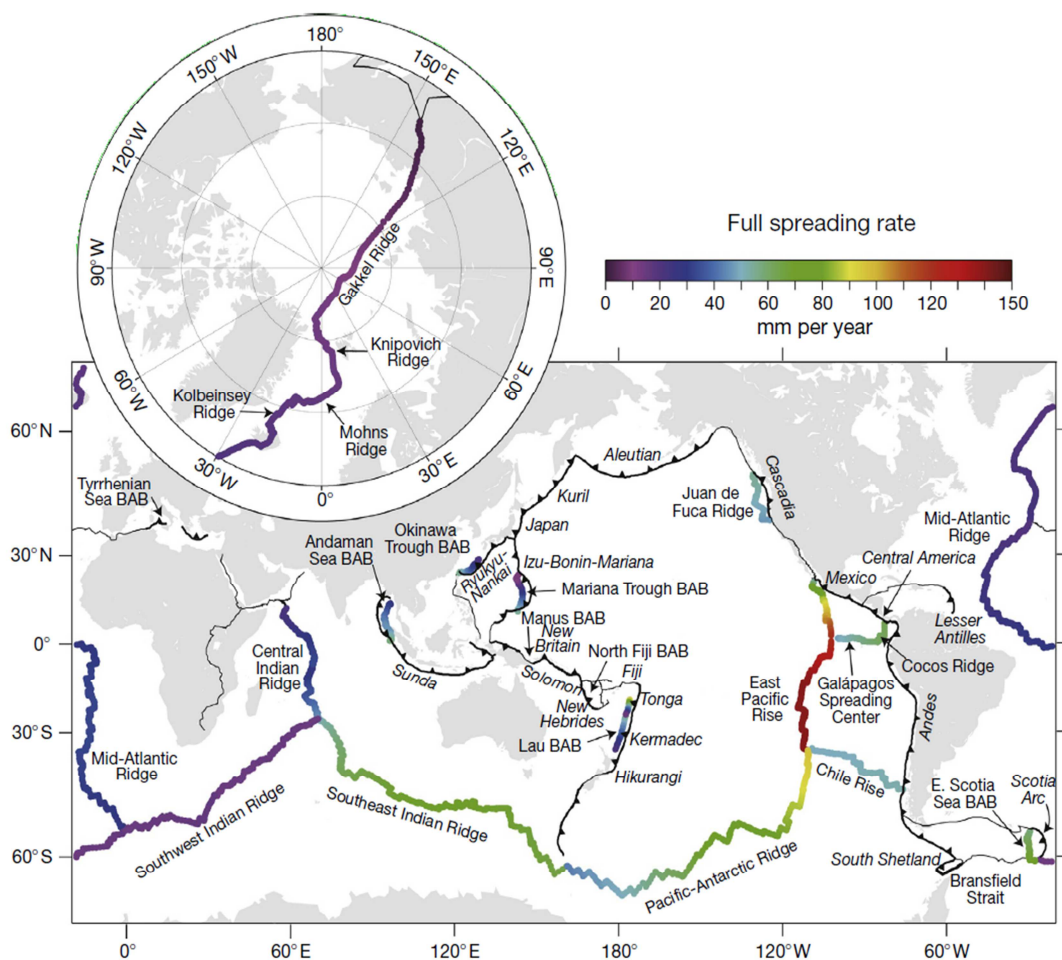 180°
150°W
150°E
120°W
120°E
90°W
90°E
60°W
60°E
30°W
30°E
0°
Gakkel Ridge
Knipovich
Ridge
Kolbeinsey
Ridge
Mohns
Ridge
Full spreading rate
0 20 40 60 80 100 120 150
mm per year
60°N
30°N
0°
30°S
60°S
Tyrrhenian
Sea BAB
Andaman
Sea BAB
Okinawa
Trough BAB
Ryukyu-
Nankai
Kuril
Japan
Aleutian
Izu-Bonin-Mariana
Mariana Trough BAB
Manus BAB
New
Britain
North Fiji BAB
Solomon
Fiji
New
Hebrides
Tonga
Lau BAB
Kermadec
Hikurangi
Sunda
Central
Indian
Ridge
Mid-Atlantic
Ridge
Southwest Indian Ridge
Southeast Indian Ridge
Pacific-Antarctic Ridge
Juan de
Fuca Ridge
Cascadia
Mexico
Central America
Mid-Atlantic
Ridge
Lesser
Antilles
Cocos Ridge
Galápagos
Spreading
Center
East
Pacific
Rise
Andes
Chile Rise
E. Scotia
Sea BAB
Scotia
Arc
South Shetland
Bransfield
Strait
0° 60°E 120°E 180° 120°W 60°W